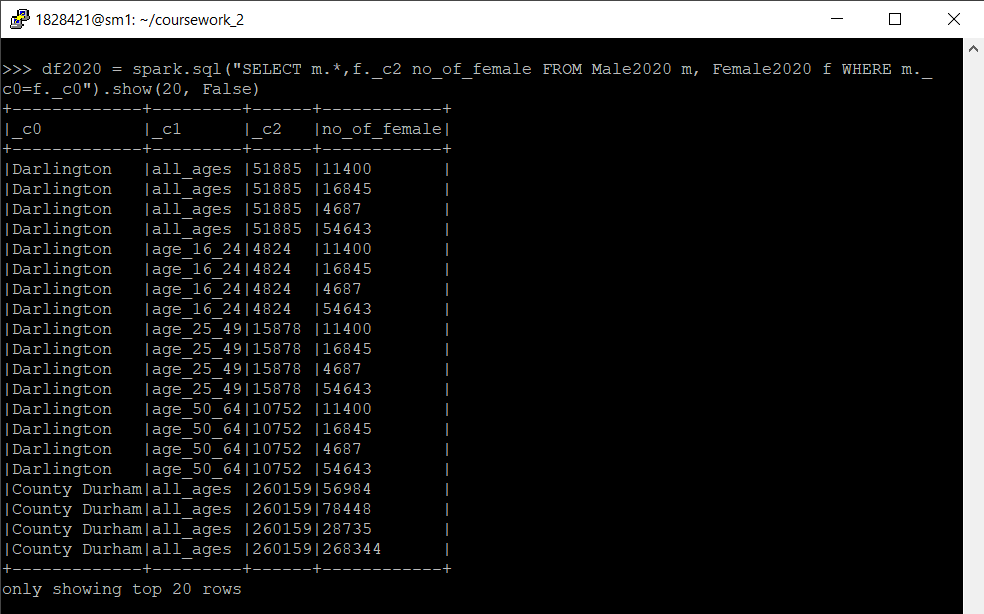 1828421@sm1: ~/coursework_2
>>> df2020 = spark.sql("SELECT m.*,f._c2 no_of_female FROM Male2020 m, Female2020 f WHERE m._
c0=f._c0").show(20, False)
+-------------+---------+------+------------+
|_c0          |_c1      |_c2   |no_of_female|
+-------------+---------+------+------------+
|Darlington   |all_ages |51885 |11400       |
|Darlington   |all_ages |51885 |16845       |
|Darlington   |all_ages |51885 |4687        |
|Darlington   |all_ages |51885 |54643       |
|Darlington   |age_16_24|4824  |11400       |
|Darlington   |age_16_24|4824  |16845       |
|Darlington   |age_16_24|4824  |4687        |
|Darlington   |age_16_24|4824  |54643       |
|Darlington   |age_25_49|15878 |11400       |
|Darlington   |age_25_49|15878 |16845       |
|Darlington   |age_25_49|15878 |4687        |
|Darlington   |age_25_49|15878 |54643       |
|Darlington   |age_50_64|10752 |11400       |
|Darlington   |age_50_64|10752 |16845       |
|Darlington   |age_50_64|10752 |4687        |
|Darlington   |age_50_64|10752 |54643       |
|County Durham|all_ages |260159|56984       |
|County Durham|all_ages |260159|78448       |
|County Durham|all_ages |260159|28735       |
|County Durham|all_ages |260159|268344      |
+-------------+---------+------+------------+
only showing top 20 rows